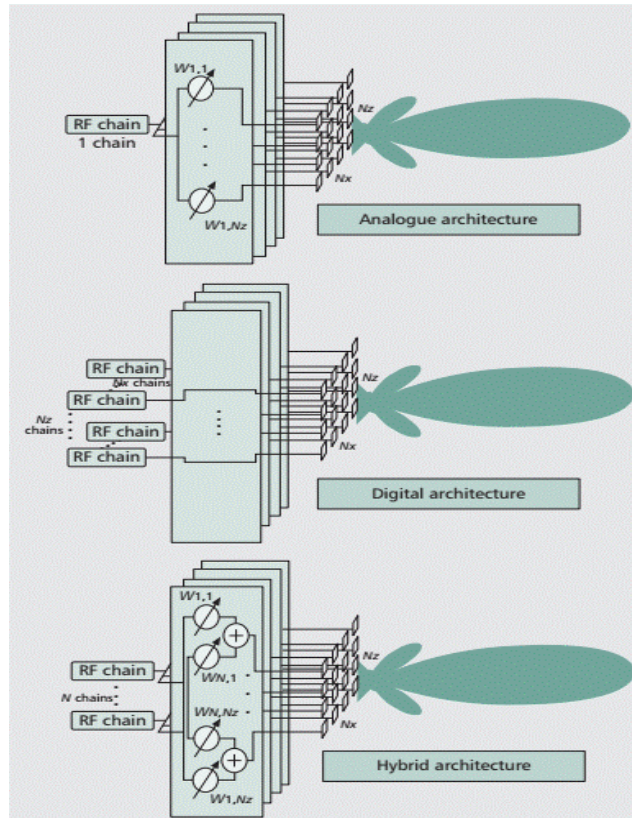 W1,1
RF chain
1 chain
Nz
Nx
W1,Nz
Analogue architecture
RF chain
Nx chains
RF chain
Nz
chains
RF chain
RF chain
Nz
Nx
Digital architecture
W1,1
RF chain
WN,1
N chains
WN,Nz
RF chain
W1,Nz
Nz
Nx
Hybrid architecture